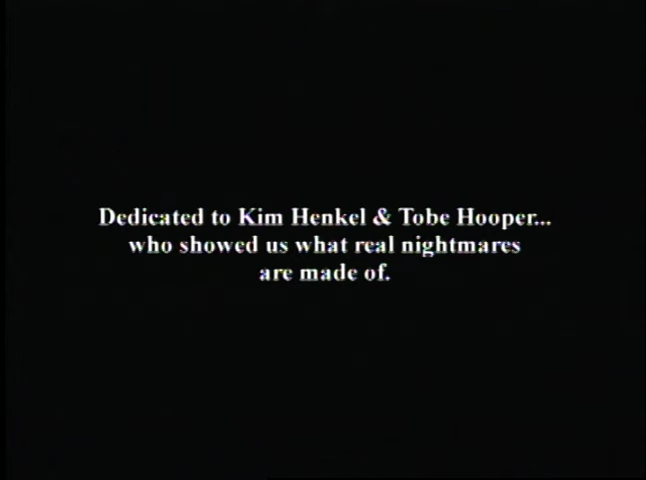 Dedicated to Kim Henkel & Tobe Hooper...
who showed us what real nightmares
are made of.